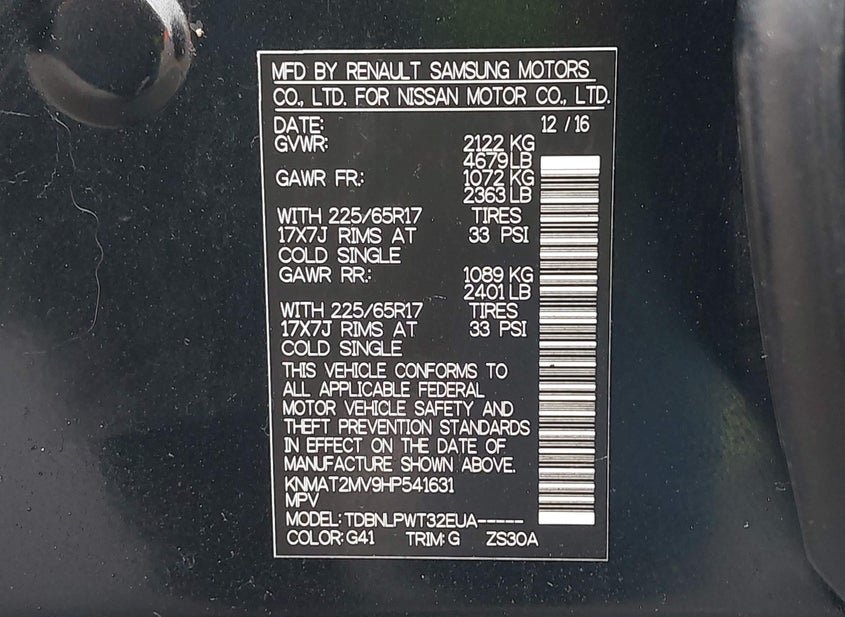 MFD BY RENAULT SAMSUNG MOTORS
CO., LTD. FOR NISSAN MOTOR CO., LTD.
DATE: 12 / 16
GVWR: 2122 KG
4679 LB
GAWR FR.: 1072 KG
2363 LB
WITH 225/65R17 TIRES
17X7J RIMS AT 33 PSI
COLD SINGLE
GAWR RR.: 1089 KG
2401 LB
WITH 225/65R17 TIRES
17X7J RIMS AT 33 PSI
COLD SINGLE
THIS VEHICLE CONFORMS TO
ALL APPLICABLE FEDERAL
MOTOR VEHICLE SAFETY AND
THEFT PREVENTION STANDARDS
IN EFFECT ON THE DATE OF
MANUFACTURE SHOWN ABOVE.
KNMAT2MV9HP541631
MPV
MODEL: TDBNLPWT32EUA-----
COLOR: G41 TRIM: G ZS30A